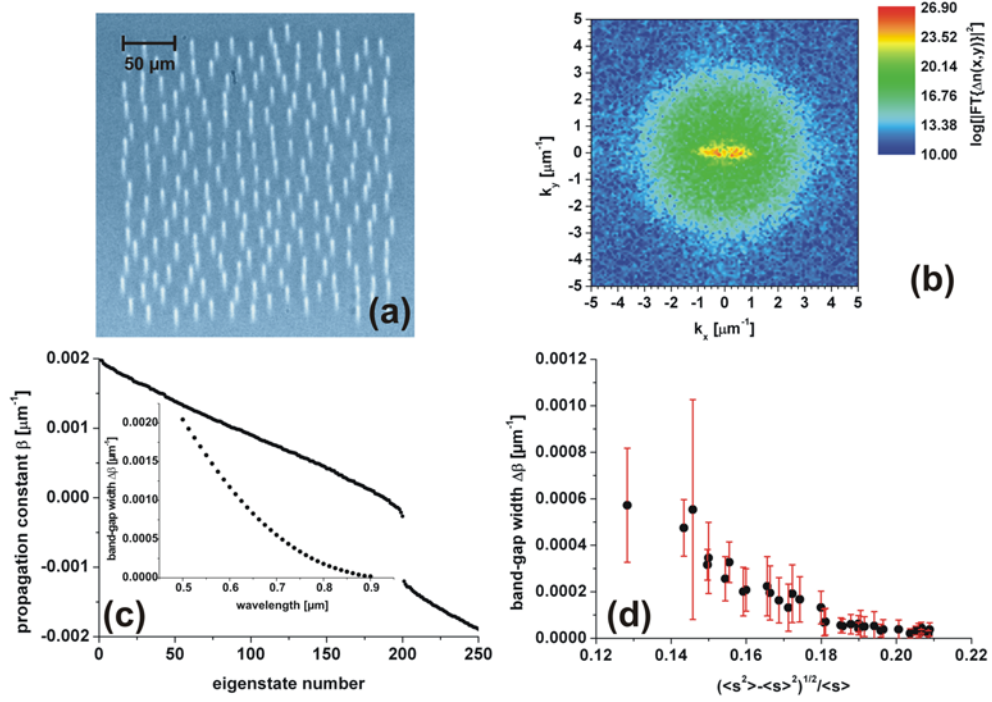 50 μm
(a)
5
4
3
2
1
0
-1
-2
-3
-4
-5
k_y [μm⁻¹]
-5 -4 -3 -2 -1 0 1 2 3 4 5
k_x [μm⁻¹]
(b)
26.90
23.52
20.14
16.76
13.38
10.00
log[|FT{Δn(x,y)}|²]
0.002
0.001
0.000
-0.001
-0.002
propagation constant β [μm⁻¹]
0 50 100 150 200 250
eigenstate number
(c)
0.0020
0.0015
0.0010
0.0005
0.0000
band-gap width Δβ [μm⁻¹]
0.5 0.6 0.7 0.8 0.9
wavelength [μm]
0.0012
0.0010
0.0008
0.0006
0.0004
0.0002
0.0000
band-gap width Δβ [μm⁻¹]
0.12 0.14 0.16 0.18 0.20 0.22
(<s²>-<s>²)^1/2/<s>
(d)